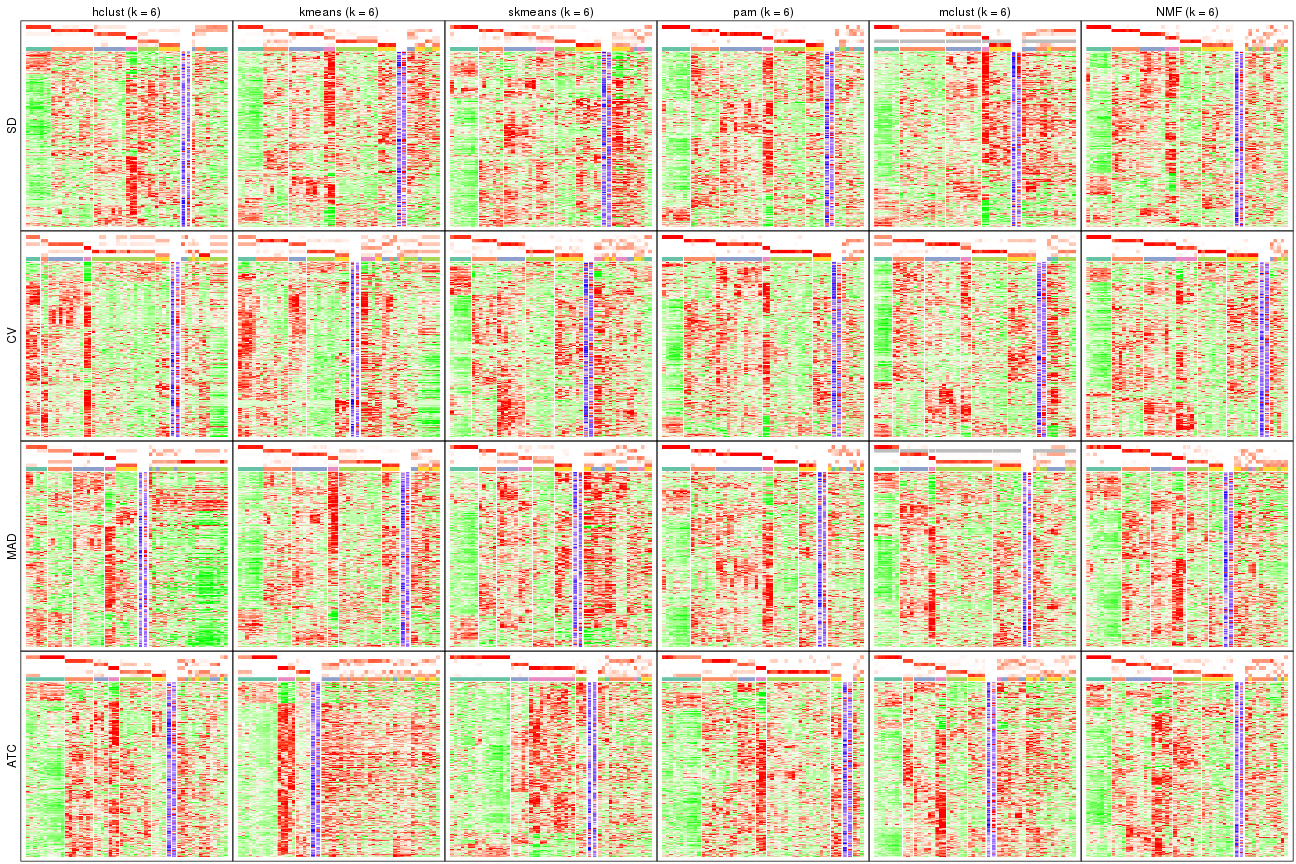 hclust (k = 6) kmeans (k = 6) skmeans (k = 6) pam (k = 6) mclust (k = 6) NMF (k = 6)
SD
CV
MAD
ATC